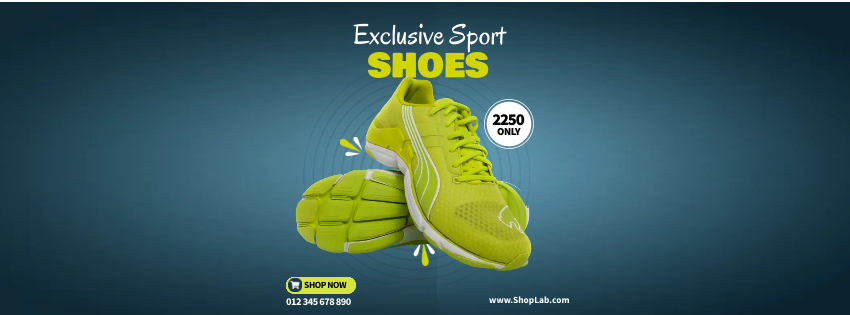 Exclusive Sport
SHOES
2250
ONLY
SHOP NOW
012 345 678 890
www.ShopLab.com